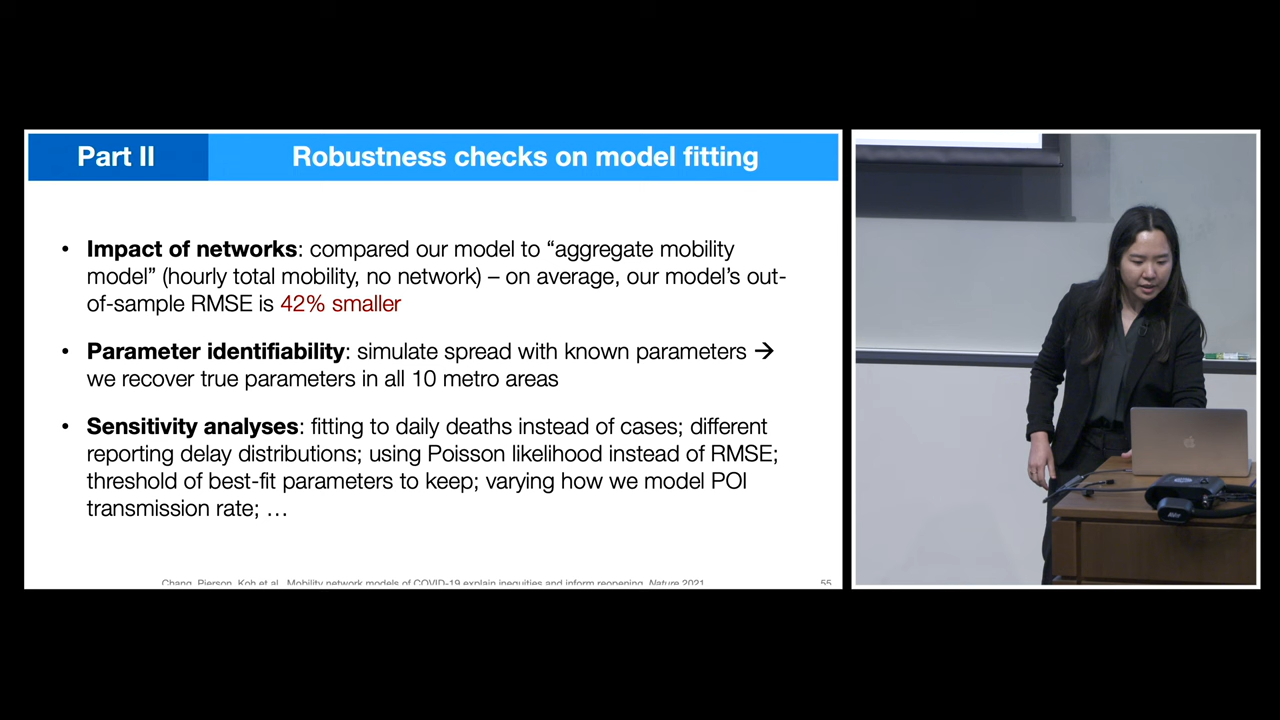 Part II
Robustness checks on model fitting
• Impact of networks: compared our model to “aggregate mobility
model” (hourly total mobility, no network) – on average, our model’s out-
of-sample RMSE is 42% smaller
• Parameter identifiability: simulate spread with known parameters →
we recover true parameters in all 10 metro areas
• Sensitivity analyses: fitting to daily deaths instead of cases; different
reporting delay distributions; using Poisson likelihood instead of RMSE;
threshold of best-fit parameters to keep; varying how we model POI
transmission rate; …
Chang, Pierson, Koh et al. Mobility network models of COVID-19 explain inequities and inform reopening. Nature 2021.
55